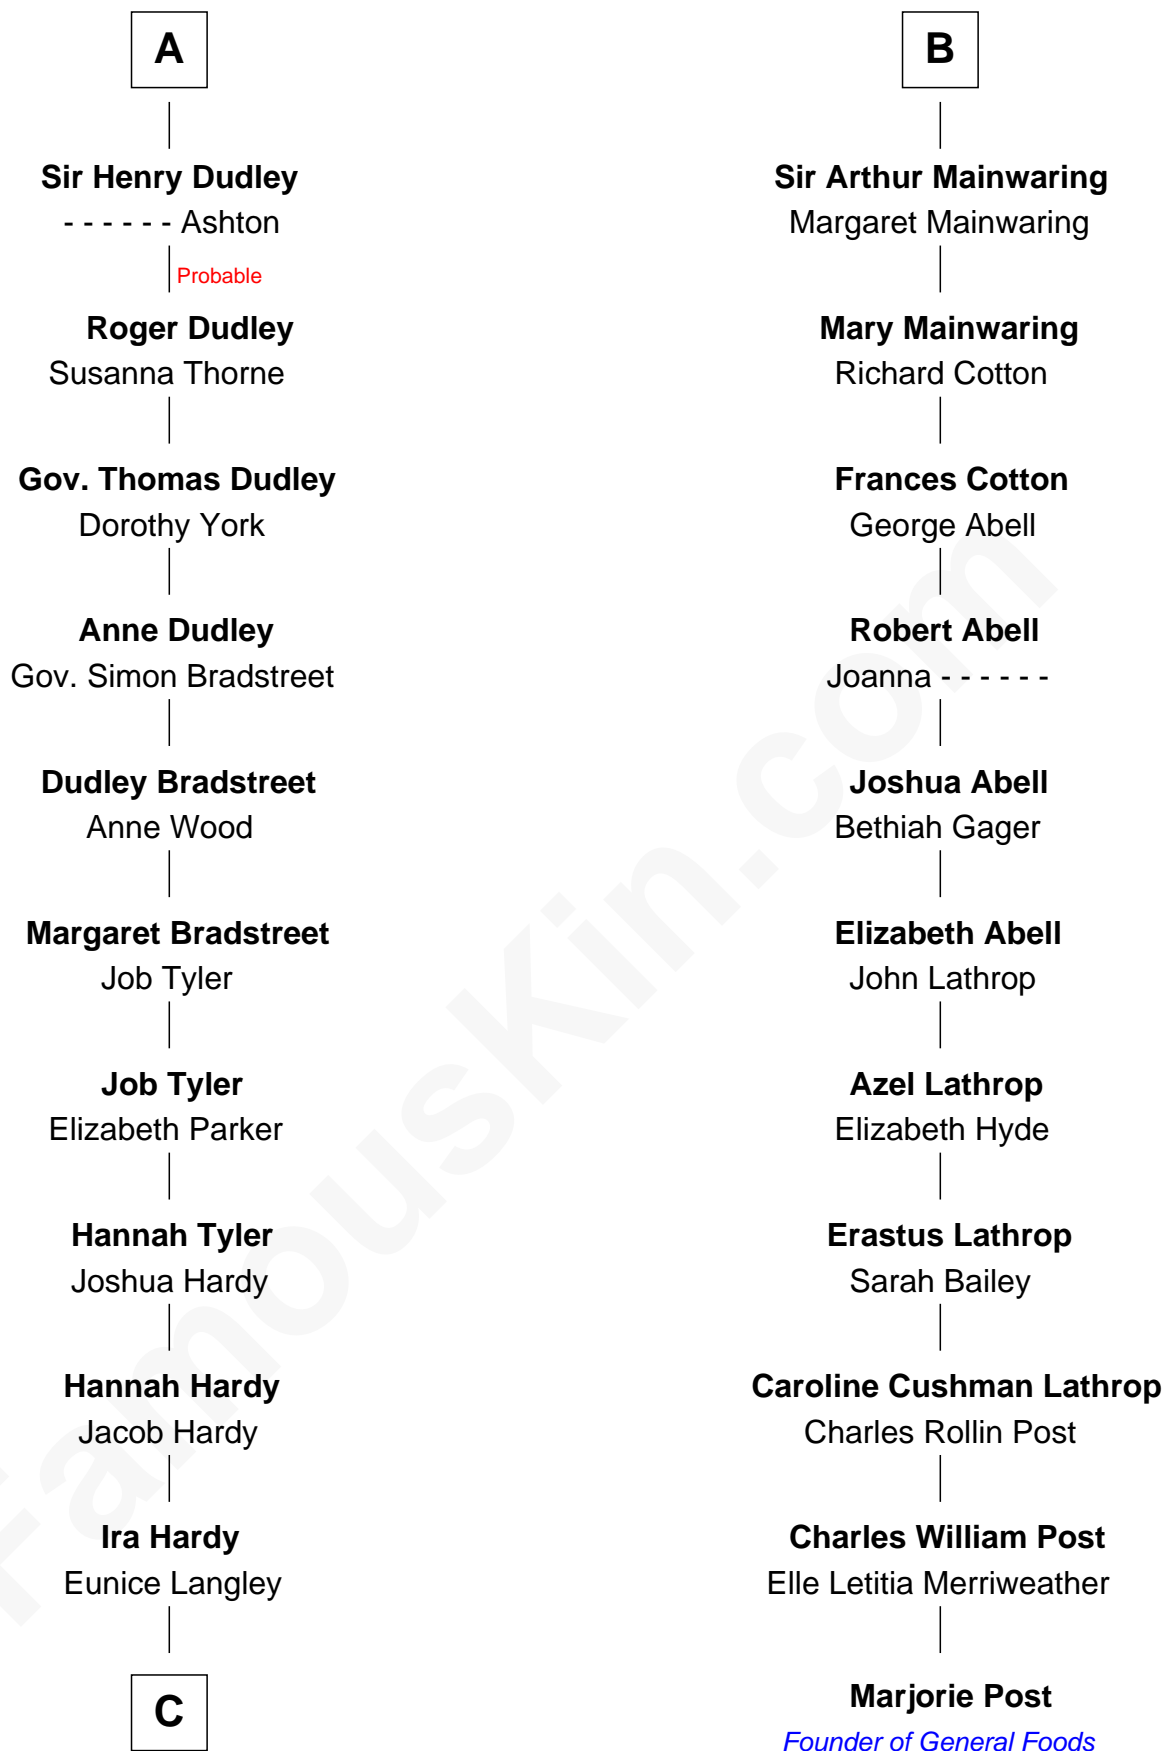 A
Sir Henry Dudley
- - - - - - Ashton
Probable
Roger Dudley
Susanna Thorne
Gov. Thomas Dudley
Dorothy York
Anne Dudley
Gov. Simon Bradstreet
Dudley Bradstreet
Anne Wood
Margaret Bradstreet
Job Tyler
Job Tyler
Elizabeth Parker
Hannah Tyler
Joshua Hardy
Hannah Hardy
Jacob Hardy
Ira Hardy
Eunice Langley
C
B
Sir Arthur Mainwaring
Margaret Mainwaring
Mary Mainwaring
Richard Cotton
Frances Cotton
George Abell
Robert Abell
Joanna - - - - - -
Joshua Abell
Bethiah Gager
Elizabeth Abell
John Lathrop
Azel Lathrop
Elizabeth Hyde
Erastus Lathrop
Sarah Bailey
Caroline Cushman Lathrop
Charles Rollin Post
Charles William Post
Elle Letitia Merriweather
Marjorie Post
Founder of General Foods
FamousKin.com